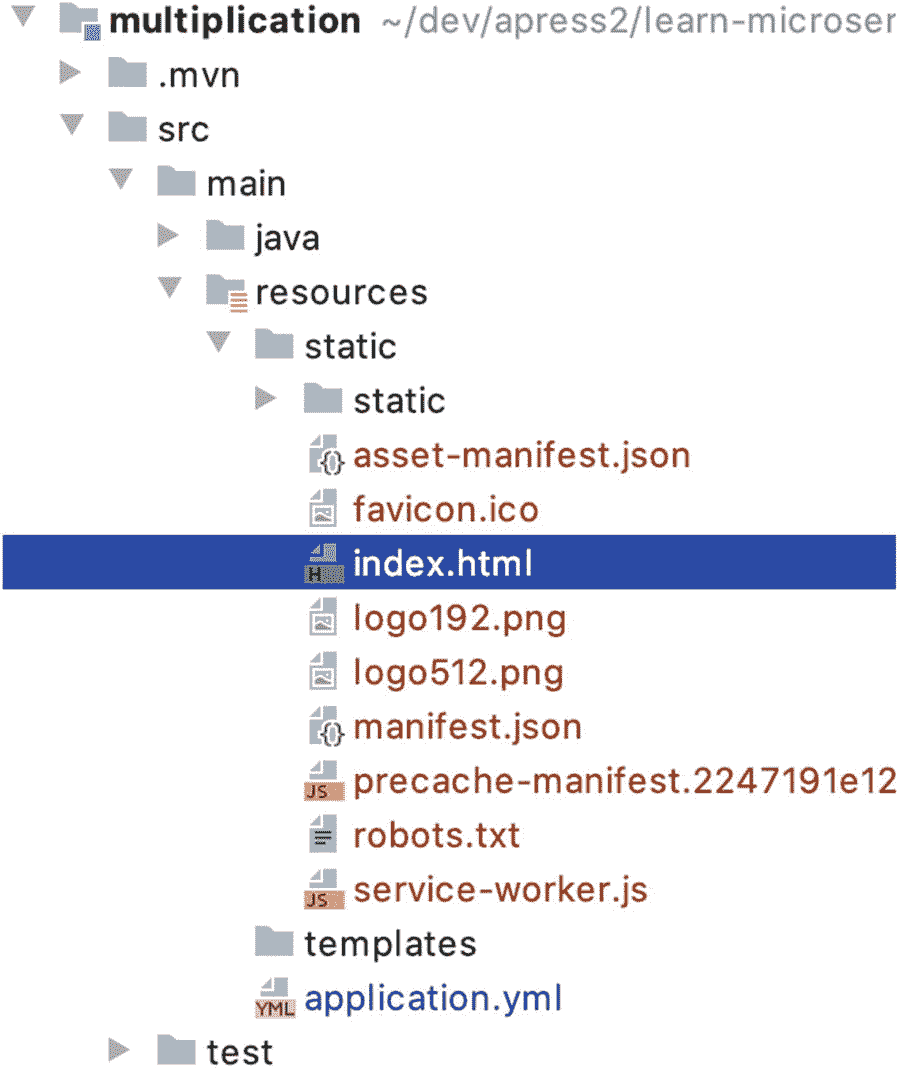 multiplication ~/dev/apress2/learn-microser
.mvn
src
main
java
resources
static
static
{} asset-manifest.json
favicon.ico
H index.html
logo192.png
logo512.png
{} manifest.json
JS precache-manifest.2247191e12
robots.txt
JS service-worker.js
templates
YML application.yml
test